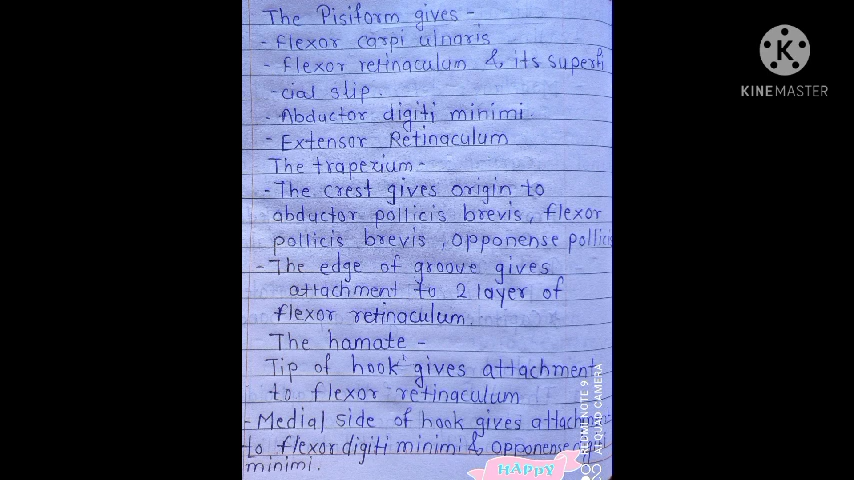 The Pisiform gives -
- flexor carpi ulnaris
- flexor retinaculum & its superfi
-cial slip.
- Abductor digiti minimi.
- Extensor Retinaculum
The traperium -
- The crest gives origin to
abductor pollicis brevis, flexor
pollicis brevis, opponense pollicis
- The edge of groove gives
attachment to 2 layer of
flexor retinaculum.
The hamate -
Tip of hook gives attachment
to flexor retinaculum
- Medial side of hook gives
to flexor digiti minimi & opponense
minimi.
K
KINEMASTER
REDMI NOTE 9
AI QUAD CAMERA
HAPPY